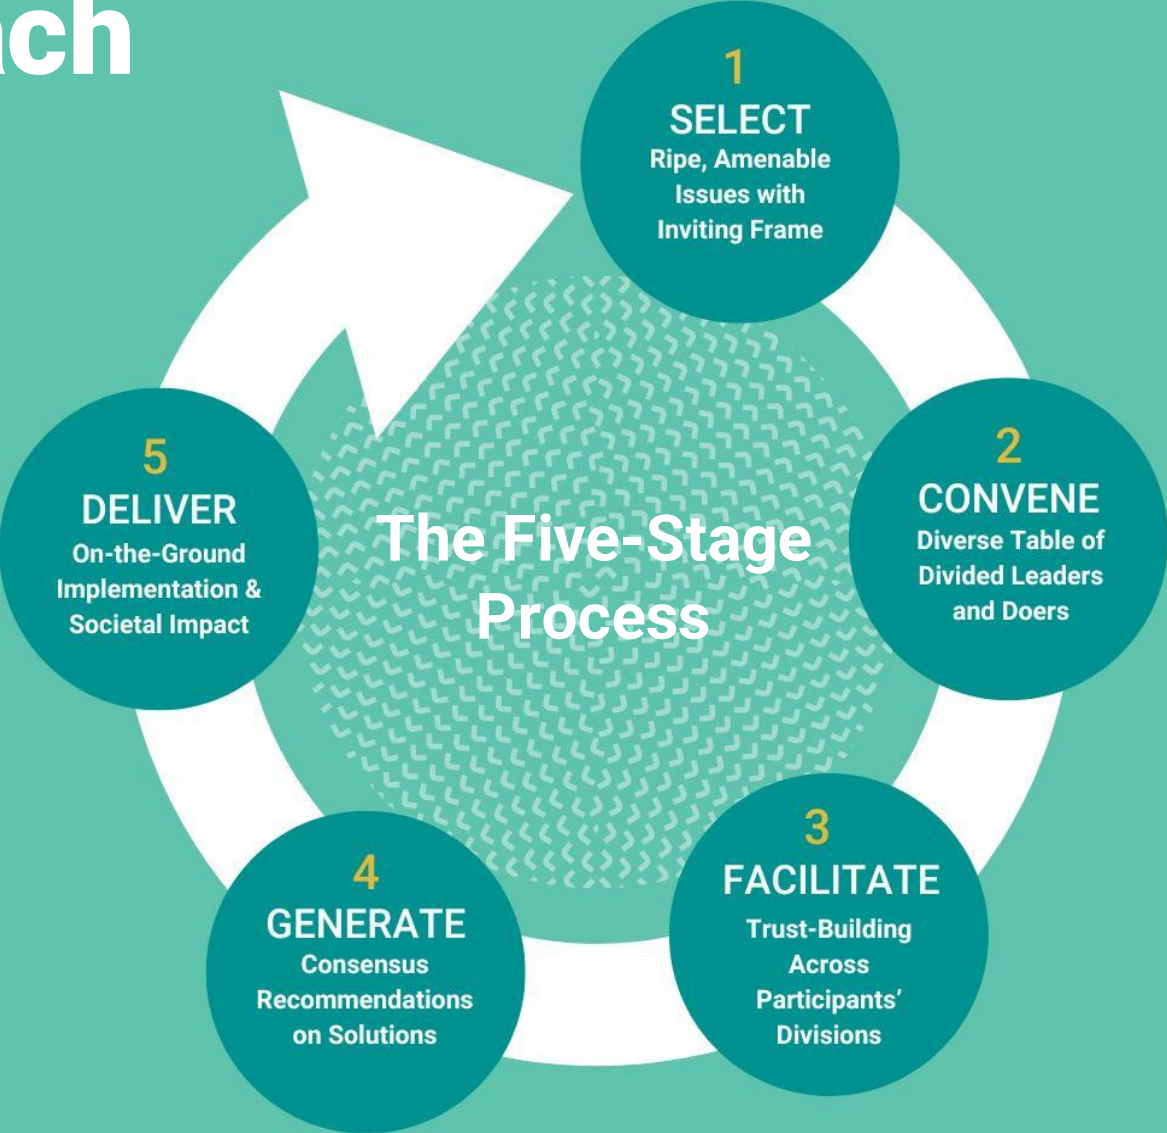 ach
1
SELECT
Ripe, Amenable
Issues with
Inviting Frame
2
CONVENE
Diverse Table of
Divided Leaders
and Doers
3
FACILITATE
Trust-Building
Across
Participants’
Divisions
4
GENERATE
Consensus
Recommendations
on Solutions
5
DELIVER
On-the-Ground
Implementation &
Societal Impact
The Five-Stage
Process